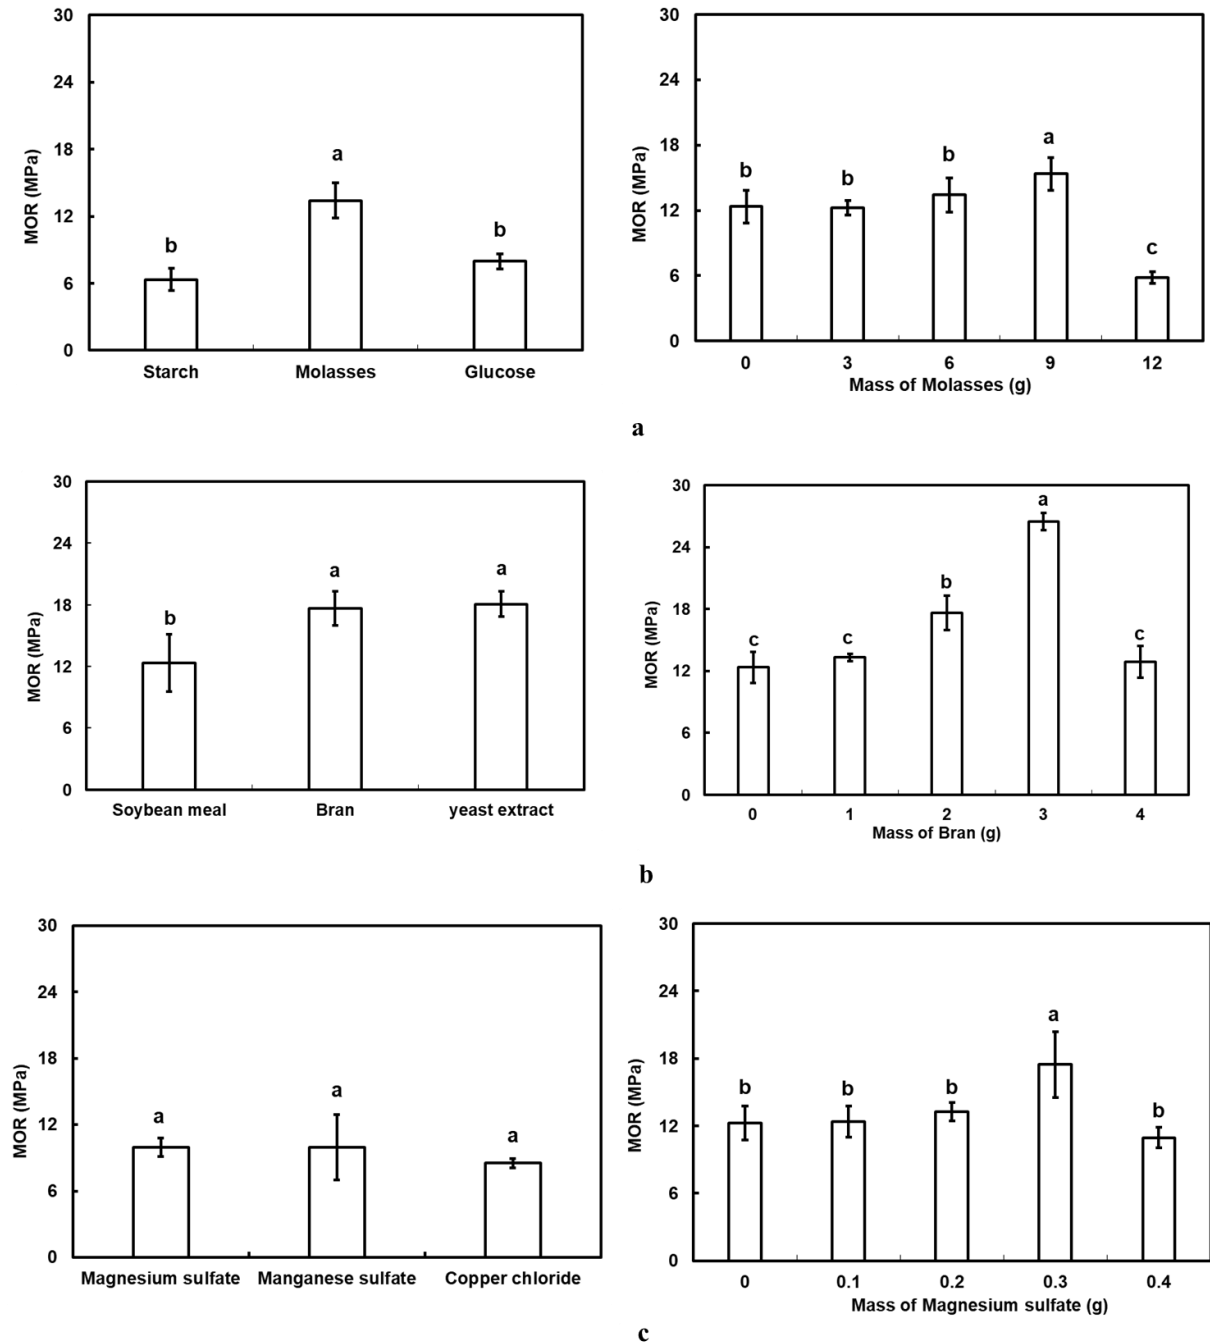 30
24
18
12
6
0
MOR (MPa)
a
b
b
Starch Molasses Glucose
30
24
18
12
6
0
MOR (MPa)
b b b a c
0 3 6 9 12
Mass of Molasses (g)
a
30
24
18
12
6
0
MOR (MPa)
b a a
Soybean meal Bran yeast extract
30
24
18
12
6
0
MOR (MPa)
c c b a c
0 1 2 3 4
Mass of Bran (g)
b
30
24
18
12
6
0
MOR (MPa)
a a a
Magnesium sulfate Manganese sulfate Copper chloride
30
24
18
12
6
0
MOR (MPa)
b b b a b
0 0.1 0.2 0.3 0.4
Mass of Magnesium sulfate (g)
c